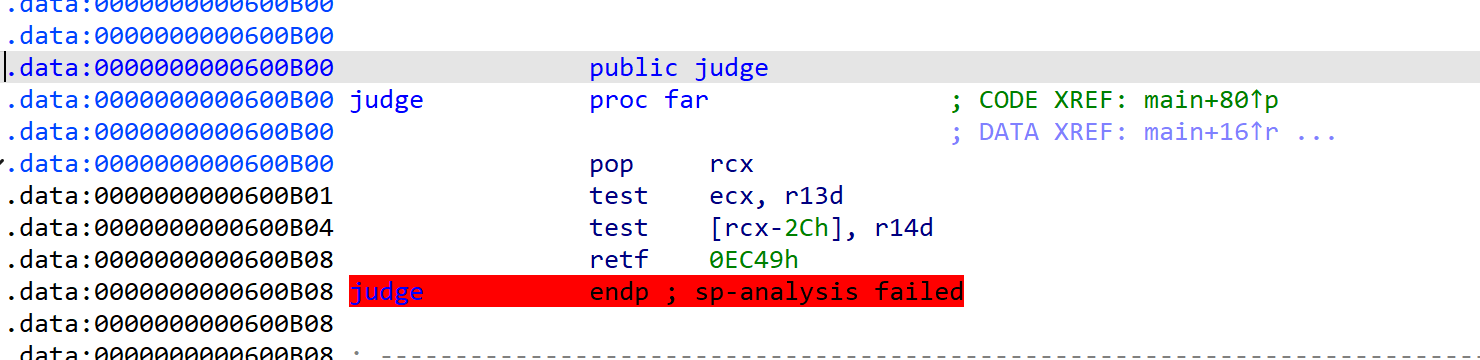 .data:0000000000600B00
.data:0000000000600B00
.data:0000000000600B00 public judge
.data:0000000000600B00 judge proc far ; CODE XREF: main+80↑p
.data:0000000000600B00 ; DATA XREF: main+16↑r ...
.data:0000000000600B00 pop rcx
.data:0000000000600B01 test ecx, r13d
.data:0000000000600B04 test [rcx-2Ch], r14d
.data:0000000000600B08 retf 0EC49h
.data:0000000000600B08 judge endp ; sp-analysis failed
.data:0000000000600B08
.data:0000000000600B08 ; ---------------------------------------------------------------------------